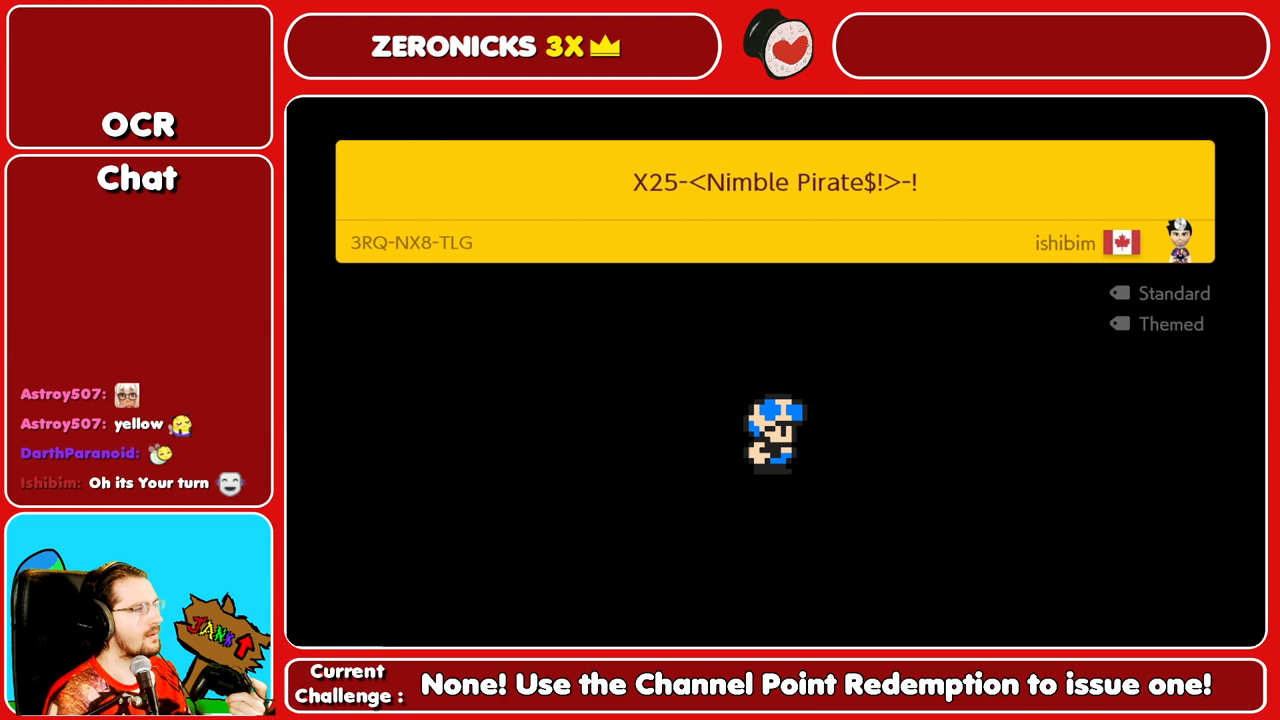 ZERONICKS 3X
OCR
Chat
X25-<Nimble Pirate$!>-!
3RQ-NX8-TLG
ishibim
Standard
Themed
Astroy507:
Astroy507: yellow
DarthParanoid:
Ishibim: Oh its Your turn
JANK
Current
Challenge :
None! Use the Channel Point Redemption to issue one!